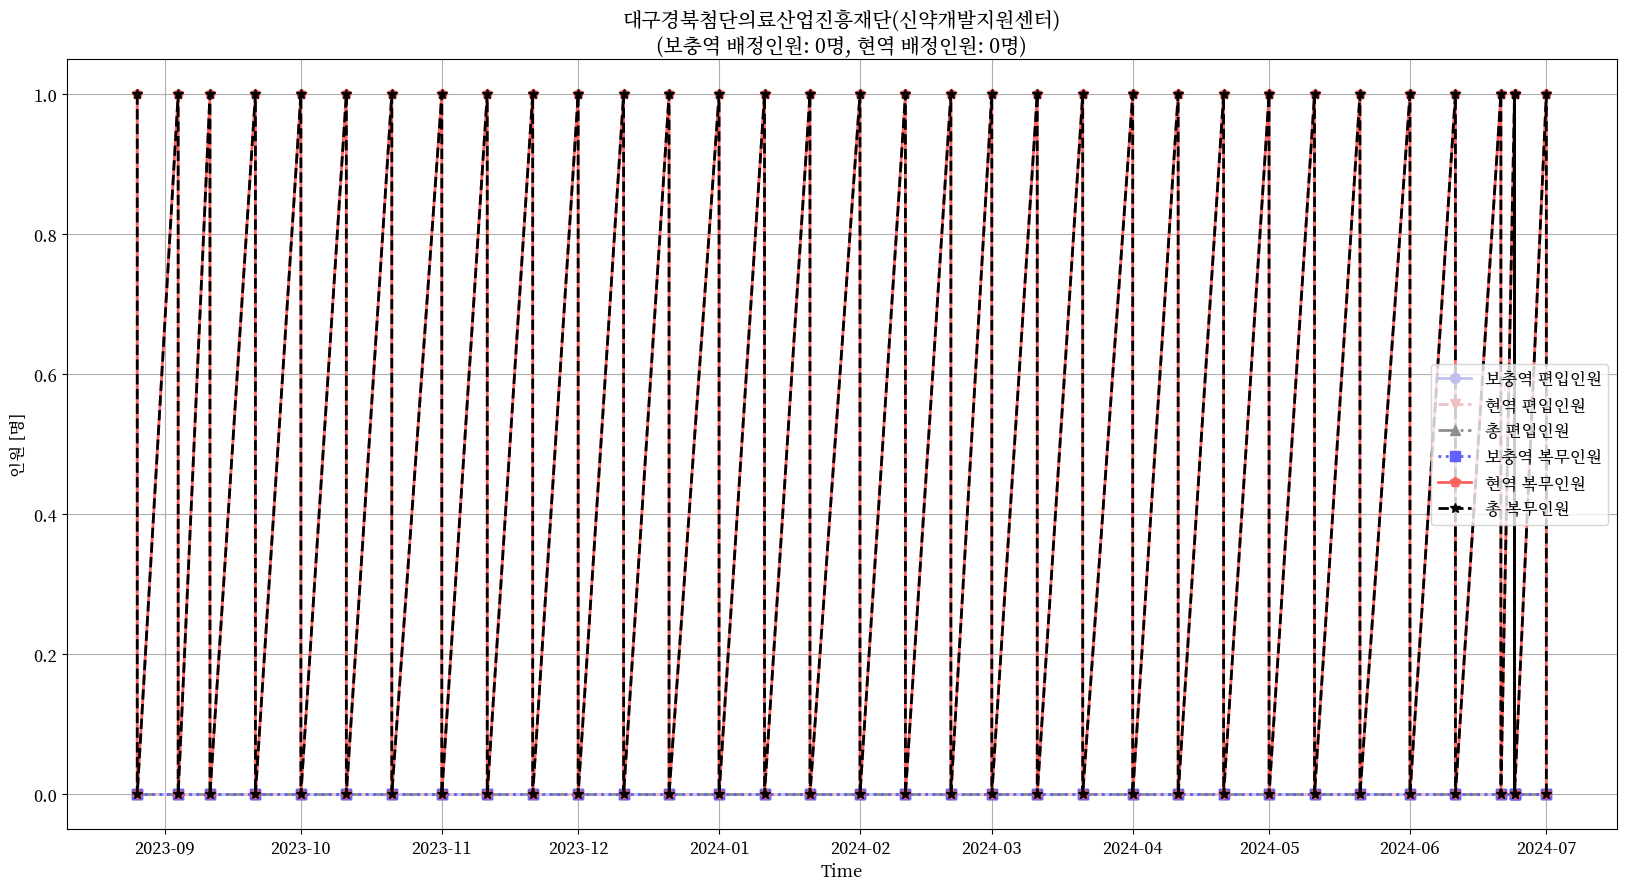 대구경북첨단의료산업진흥재단(신약개발지원센터)
(보충역 배정인원: 0명, 현역 배정인원: 0명)
인원 [명]
1.0
0.8
0.6
0.4
0.2
0.0
보충역 편입인원
현역 편입인원
총 편입인원
보충역 복무인원
현역 복무인원
총 복무인원
2023-09 2023-10 2023-11 2023-12 2024-01 2024-02 2024-03 2024-04 2024-05 2024-06 2024-07
Time